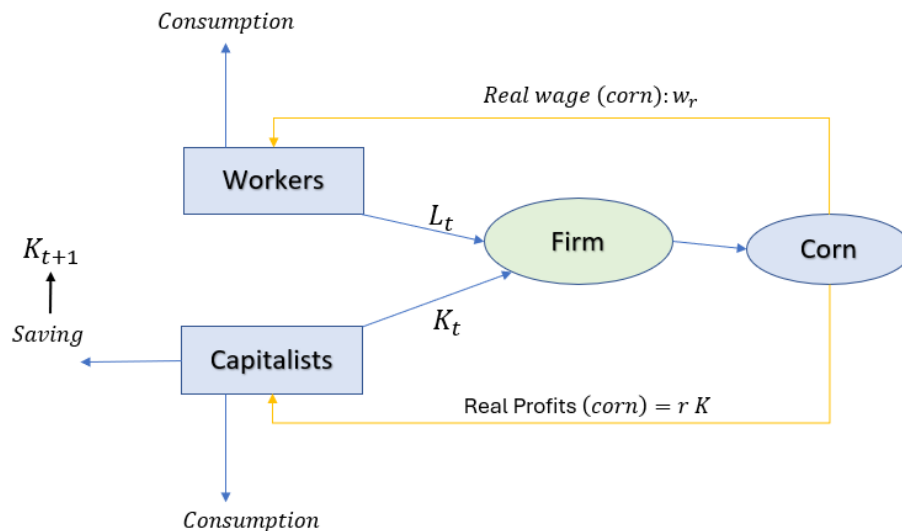 Consumption
Real wage (corn): w_r
Workers
L_t
Firm
Corn
K_{t+1}
Saving
K_t
Capitalists
Real Profits (corn) = r K
Consumption